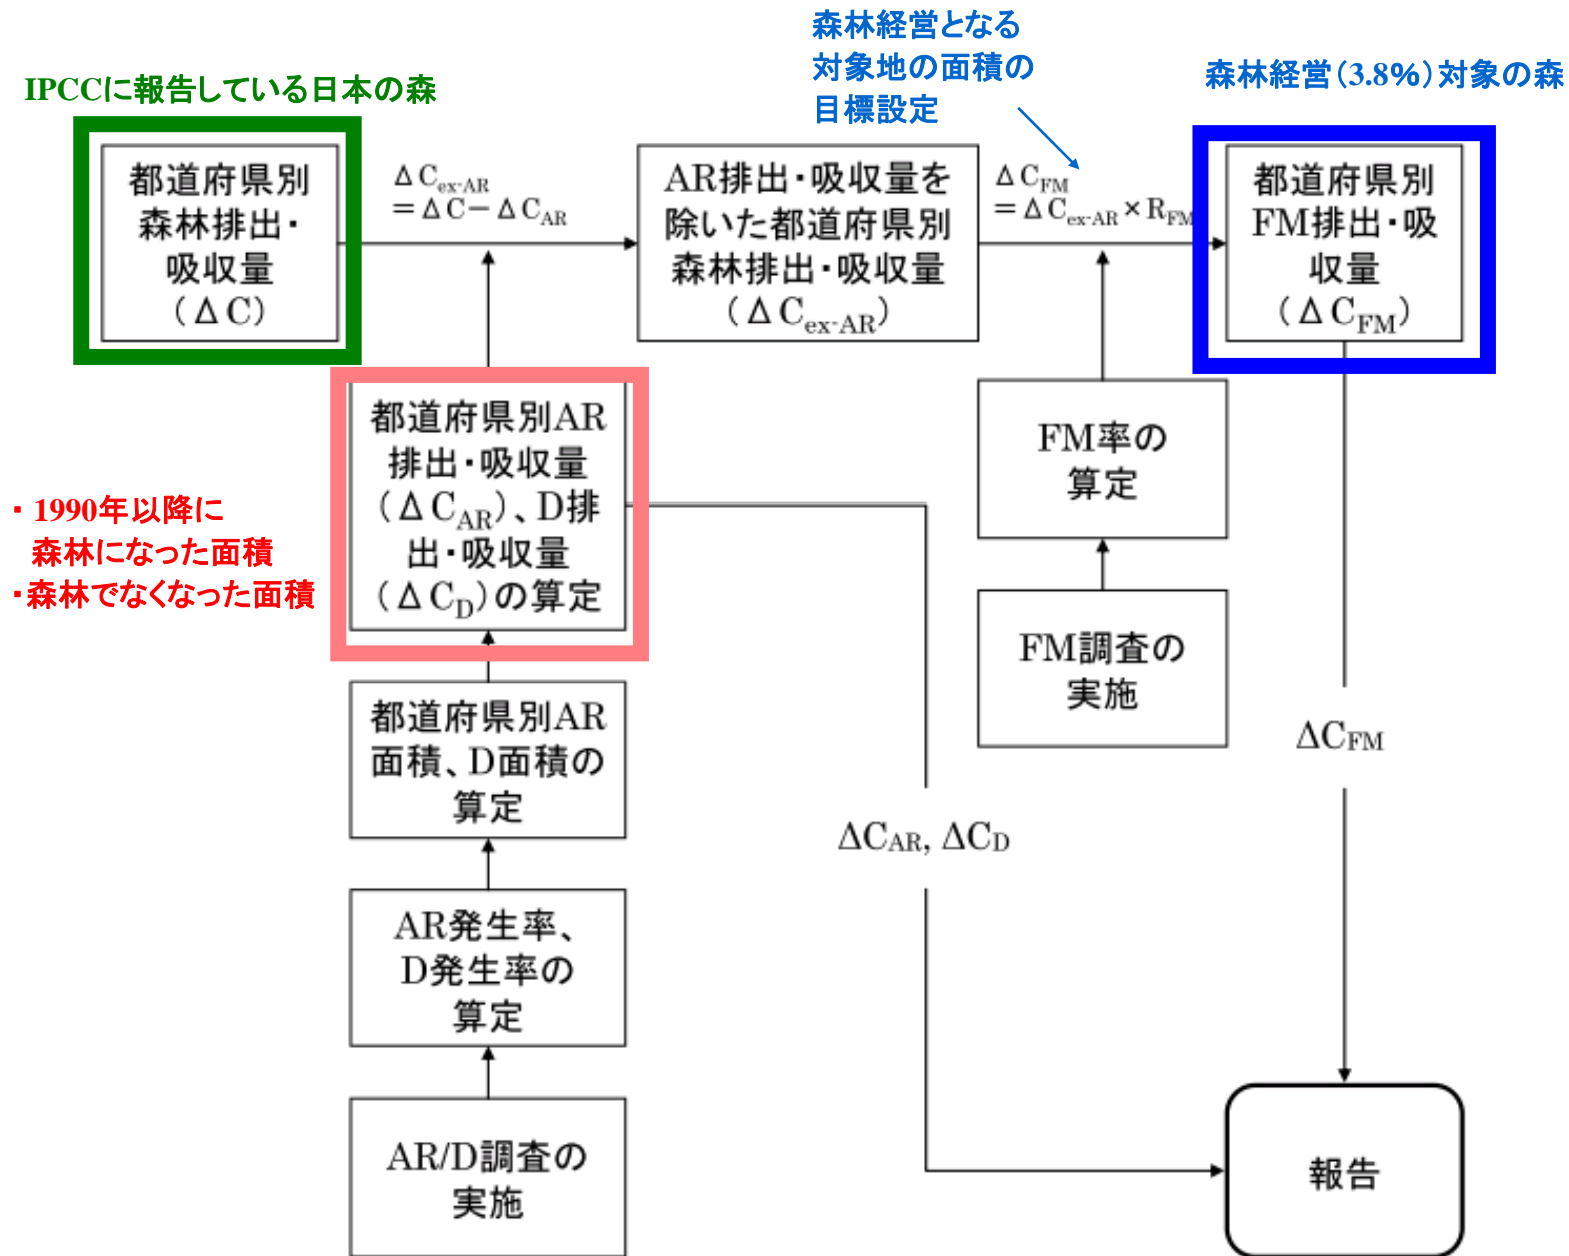 森林経営となる
対象地の面積の
目標設定
IPCCに報告している日本の森
森林経営(3.8%)対象の森
都道府県別
森林排出・
吸収量
(ΔC)
ΔCex-AR
=ΔC-ΔCAR
AR排出・吸収量を
除いた都道府県別
森林排出・吸収量
(ΔCex-AR)
ΔCFM
=ΔCex-AR×RFM
都道府県別
FM排出・吸
収量
(ΔCFM)
都道府県別AR
排出・吸収量
(ΔCAR)、D排
出・吸収量
(ΔCD)の算定
・1990年以降に
森林になった面積
・森林でなくなった面積
FM率の
算定
FM調査の
実施
都道府県別AR
面積、D面積の
算定
ΔCFM
ΔCAR, ΔCD
AR発生率、
D発生率の
算定
AR/D調査の
実施
報告